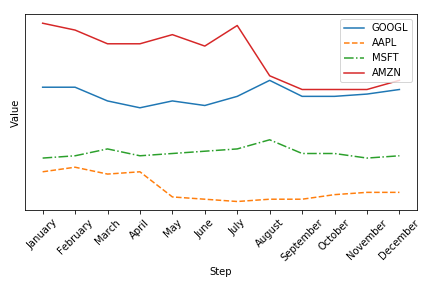 GOOGL
AAPL
MSFT
AMZN
Value
January
February
March
April
May
June
July
August
September
October
November
December
Step